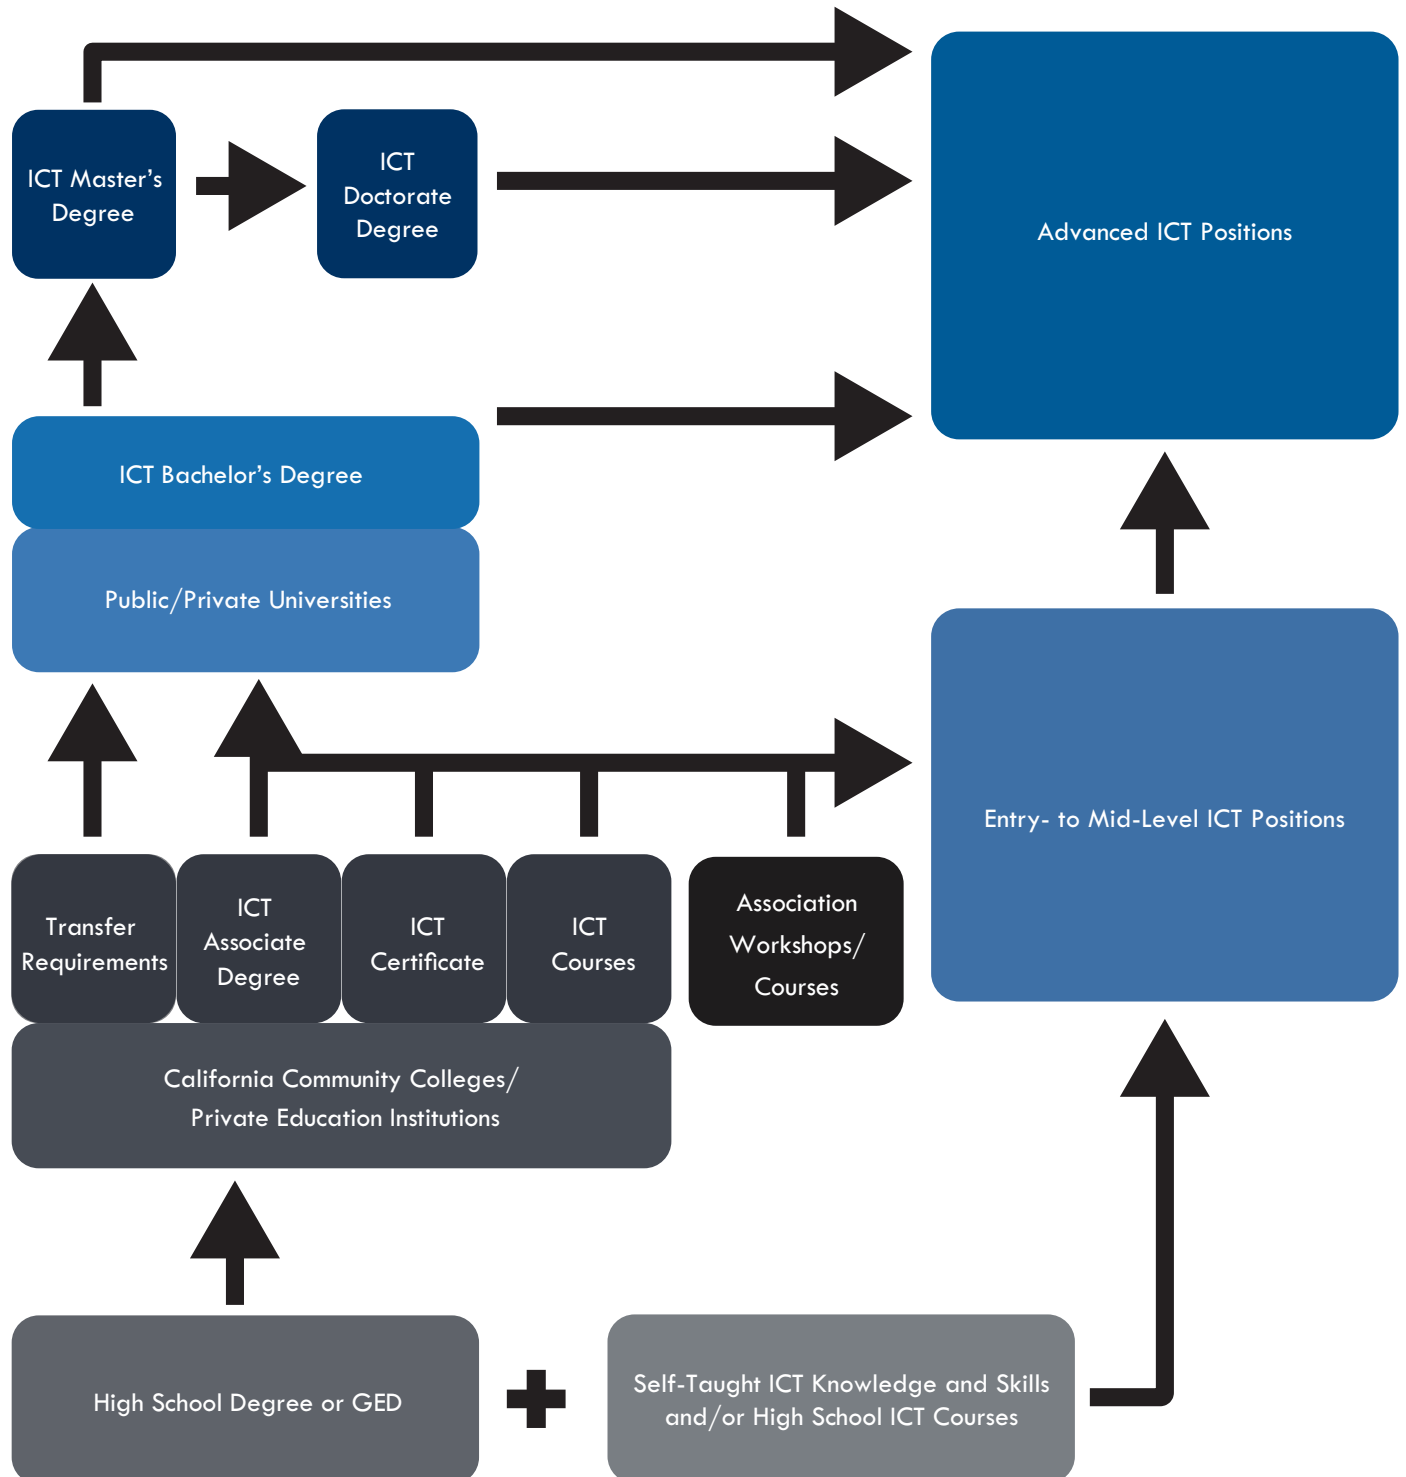 ICT Master’s
Degree
ICT
Doctorate
Degree
Advanced ICT Positions
ICT Bachelor’s Degree
Public/Private Universities
Entry- to Mid-Level ICT Positions
Transfer
Requirements
ICT
Associate
Degree
ICT
Certificate
ICT
Courses
Association
Workshops/
Courses
California Community Colleges/
Private Education Institutions
High School Degree or GED
Self-Taught ICT Knowledge and Skills
and/or High School ICT Courses